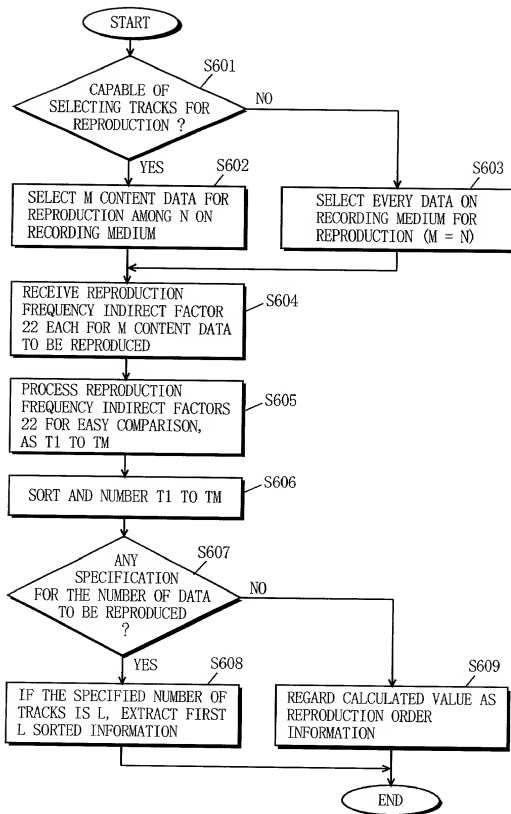 START
S601
CAPABLE OF
SELECTING TRACKS FOR
REPRODUCTION ?
NO
YES
S602
SELECT M CONTENT DATA FOR
REPRODUCTION AMONG N ON
RECORDING MEDIUM
S603
SELECT EVERY DATA ON
RECORDING MEDIUM FOR
REPRODUCTION (M = N)
RECEIVE REPRODUCTION
FREQUENCY INDIRECT FACTOR
22 EACH FOR M CONTENT DATA
TO BE REPRODUCED
S604
PROCESS REPRODUCTION
FREQUENCY INDIRECT FACTORS
22 FOR EASY COMPARISON,
AS T1 TO TM
S605
SORT AND NUMBER T1 TO TM
S606
S607
ANY
SPECIFICATION
FOR THE NUMBER OF DATA
TO BE REPRODUCED
?
NO
YES
S608
IF THE SPECIFIED NUMBER OF
TRACKS IS L, EXTRACT FIRST
L SORTED INFORMATION
S609
REGARD CALCULATED VALUE AS
REPRODUCTION ORDER
INFORMATION
END